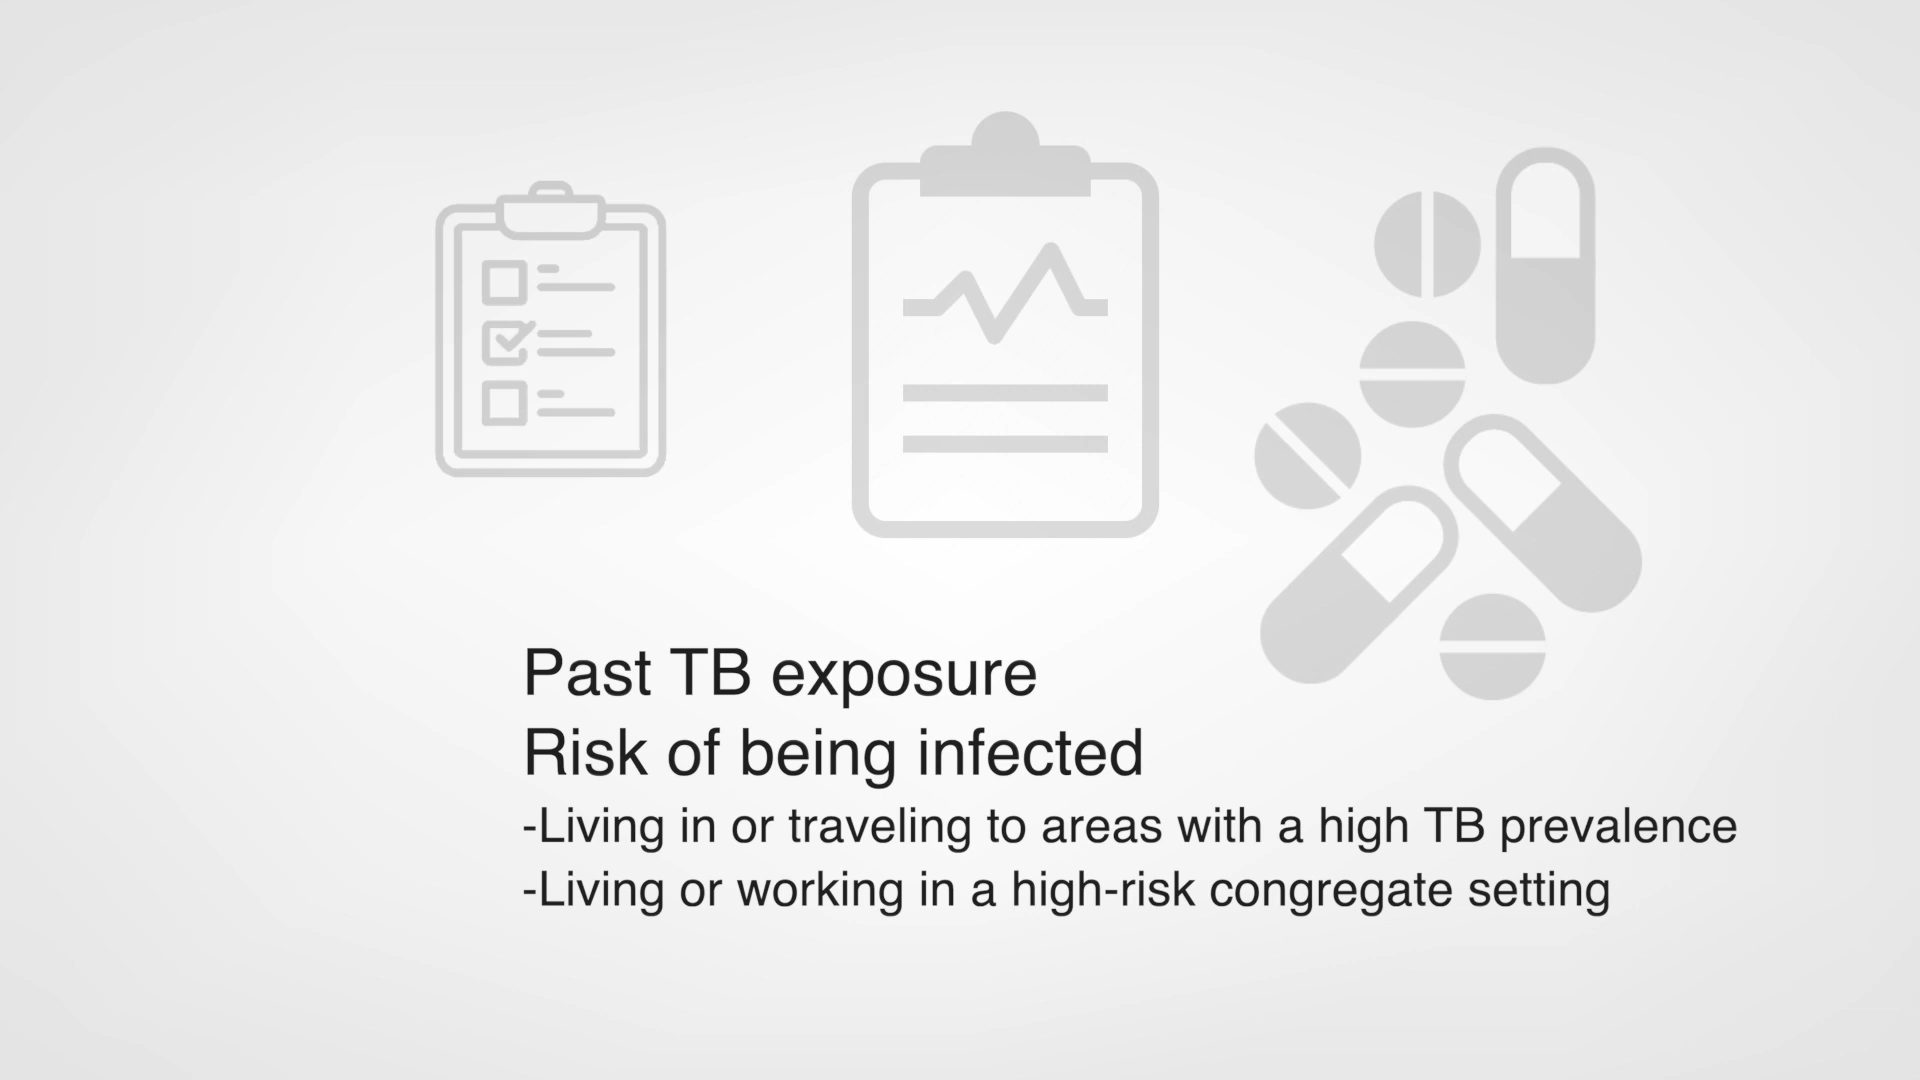 Past TB exposure
Risk of being infected
-Living in or traveling to areas with a high TB prevalence
-Living or working in a high-risk congregate setting